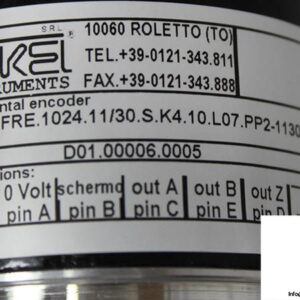 SRL
10060 ROLETTO (TO)
TEL.+39-0121-343.811
UMENTS FAX.+39-0121-343.888
ntal encoder
FRE.1024.11/30.S.K4.10.L07.PP2-1130
D01.00006.0005
0 Volt schermo out A out B out Z
pin A pin B pin C pin E pin